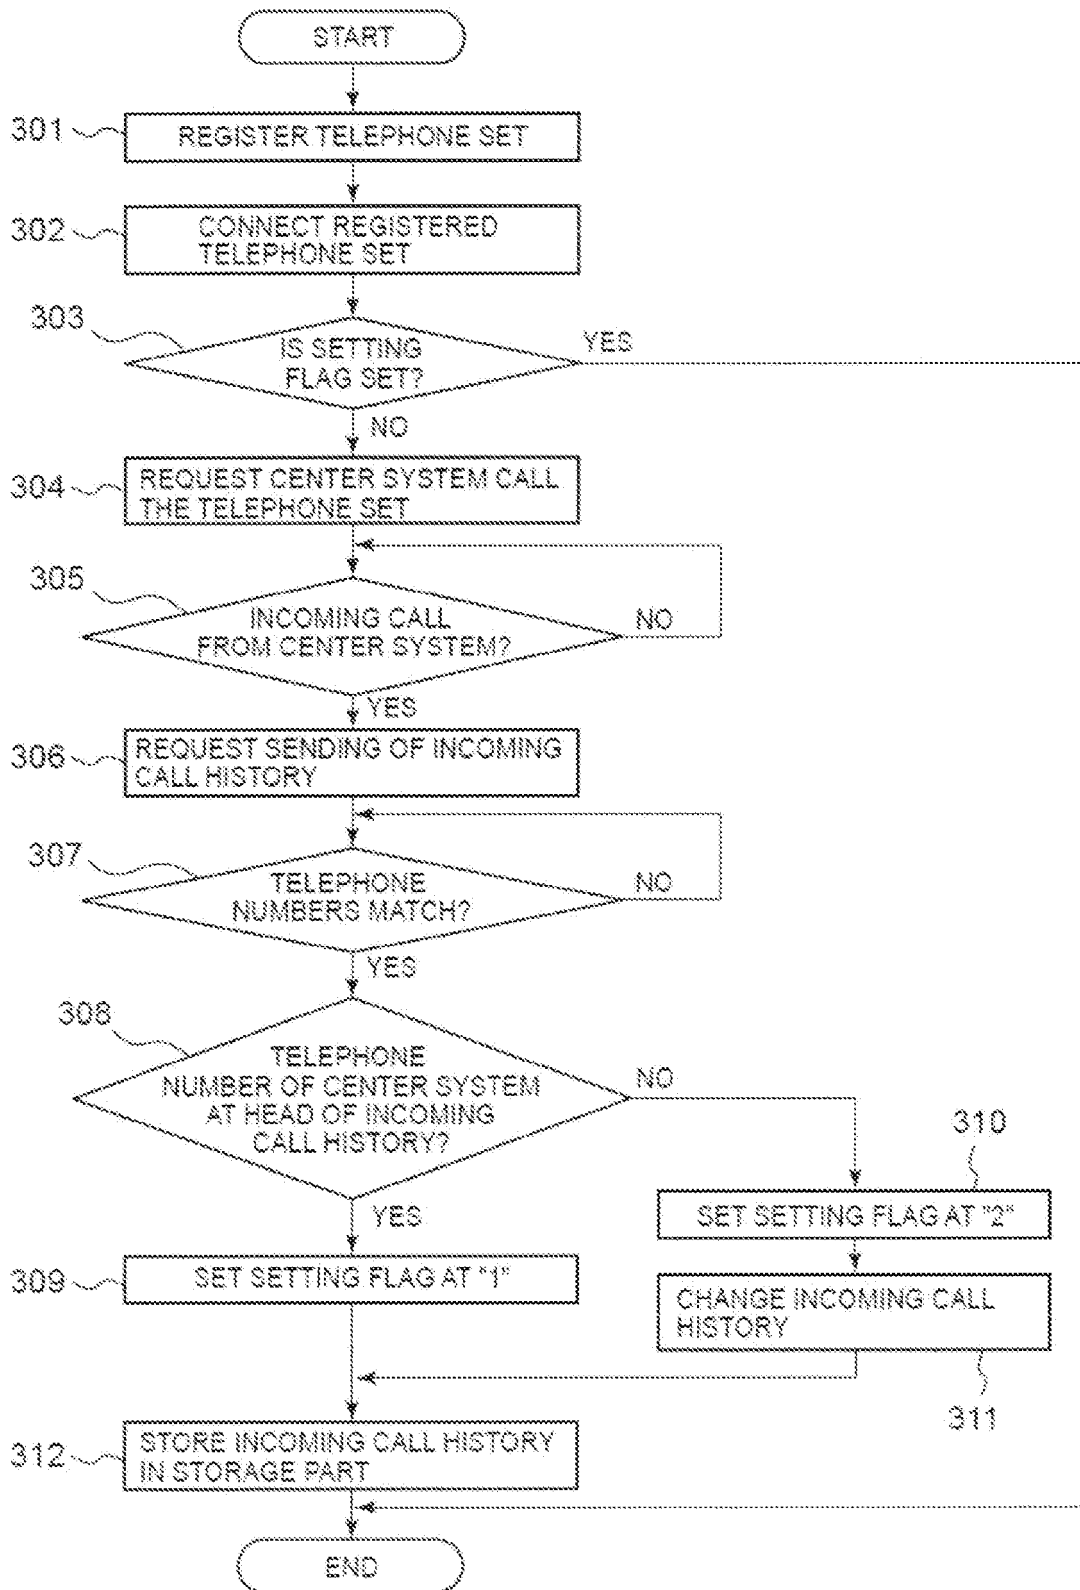 START
301
REGISTER TELEPHONE SET
302
CONNECT REGISTERED
TELEPHONE SET
303
IS SETTING
FLAG SET?
YES
NO
304
REQUEST CENTER SYSTEM CALL
THE TELEPHONE SET
305
INCOMING CALL
FROM CENTER SYSTEM?
NO
YES
306
REQUEST SENDING OF INCOMING
CALL HISTORY
307
TELEPHONE
NUMBERS MATCH?
NO
YES
308
TELEPHONE
NUMBER OF CENTER SYSTEM
AT HEAD OF INCOMING
CALL HISTORY?
NO
YES
310
SET SETTING FLAG AT "2"
309
SET SETTING FLAG AT "1"
CHANGE INCOMING CALL
HISTORY
311
312
STORE INCOMING CALL HISTORY
IN STORAGE PART
END